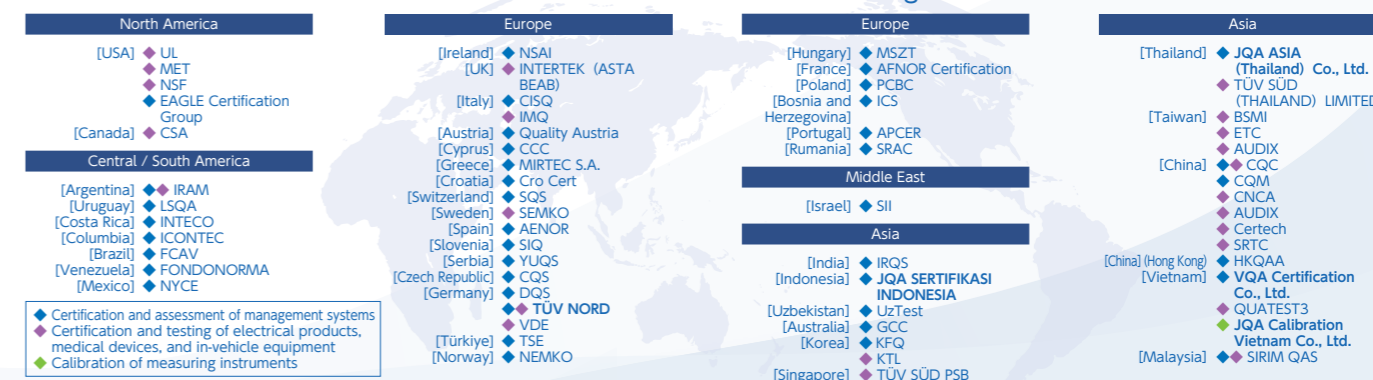 North America
[USA] ◆ UL
◆ MET
◆ NSF
◆ EAGLE Certification
Group
[Canada] ◆ CSA
Central / South America
[Argentina] ◆◆ IRAM
[Uruguay] ◆ LSQA
[Costa Rica] ◆ INTECO
[Columbia] ◆ ICONTEC
[Brazil] ◆ FCAV
[Venezuela] ◆ FONDONORMA
[Mexico] ◆ NYCE
◆ Certification and assessment of management systems
◆ Certification and testing of electrical products,
medical devices, and in-vehicle equipment
◆ Calibration of measuring instruments
Europe
[Ireland] ◆ NSAI
[UK] ◆ INTERTEK (ASTA
BEAB)
[Italy] ◆ CISQ
◆ IMQ
[Austria] ◆ Quality Austria
[Cyprus] ◆ CCC
[Greece] ◆ MIRTEC S.A.
[Croatia] ◆ Cro Cert
[Switzerland] ◆ SQS
[Sweden] ◆ SEMKO
[Spain] ◆ AENOR
[Slovenia] ◆ SIQ
[Serbia] ◆ YUQS
[Czech Republic] ◆ CQS
[Germany] ◆ DQS
◆◆ TÜV NORD
◆ VDE
[Türkiye] ◆ TSE
[Norway] ◆ NEMKO
Europe
[Hungary] ◆ MSZT
[France] ◆ AFNOR Certification
[Poland] ◆ PCBC
[Bosnia and ◆ ICS
Herzegovina]
[Portugal] ◆ APCER
[Rumania] ◆ SRAC
Middle East
[Israel] ◆ SII
Asia
[India] ◆ IRQS
[Indonesia] ◆ JQA SERTIFIKASI
INDONESIA
[Uzbekistan] ◆ UzTest
[Australia] ◆ GCC
[Korea] ◆ KFQ
◆ KTL
[Singapore] ◆ TÜV SÜD PSB
Asia
[Thailand] ◆ JQA ASIA
(Thailand) Co., Ltd.
◆ TÜV SÜD
(THAILAND) LIMITED
[Taiwan] ◆ BSMI
◆ ETC
◆ AUDIX
[China] ◆◆ CQC
◆ CQM
◆ CNCA
◆ AUDIX
◆ Certech
◆ SRTC
[China] (Hong Kong) ◆ HKQAA
[Vietnam] ◆ VQA Certification
Co., Ltd.
◆ QUATEST3
◆ JQA Calibration
Vietnam Co., Ltd.
[Malaysia] ◆◆ SIRIM QAS